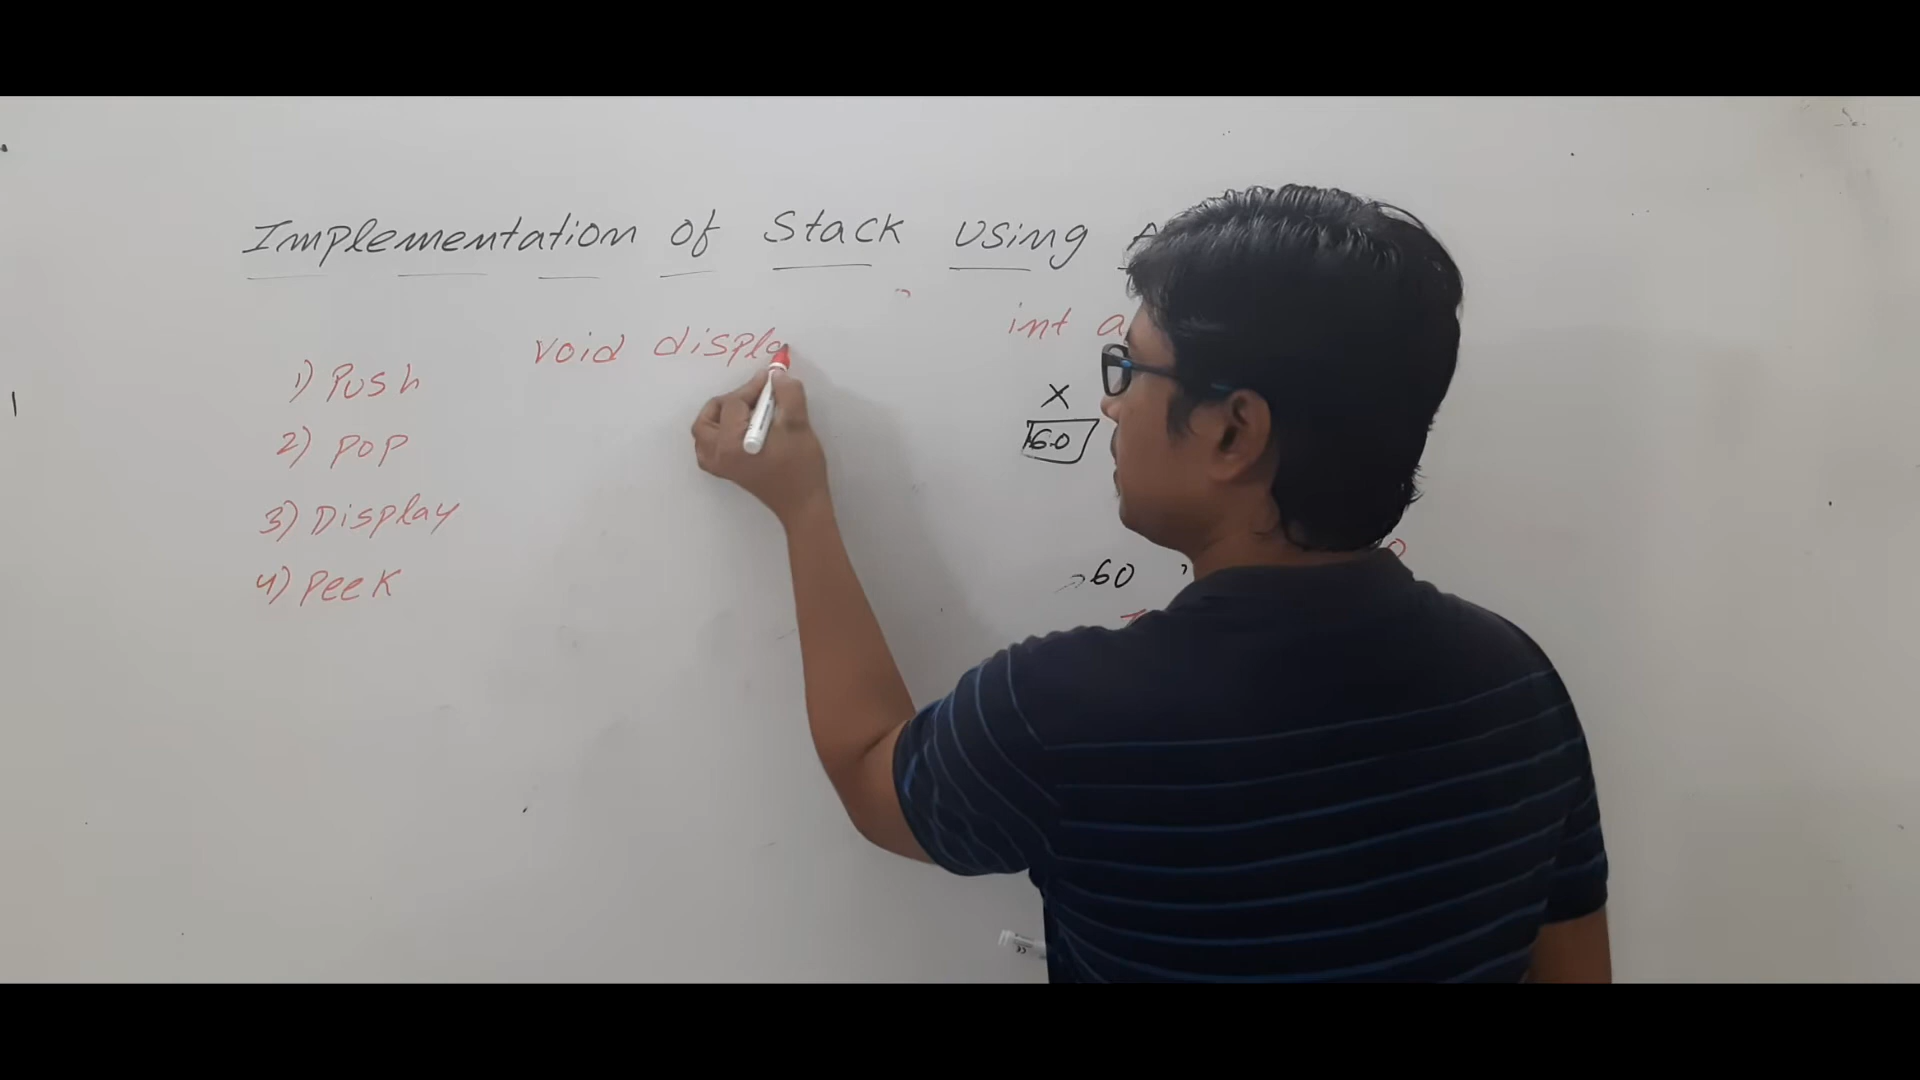 Implementation of Stack Using
void displa
int a
1) Push
2) pop
3) Display
4) peek
X
60
60